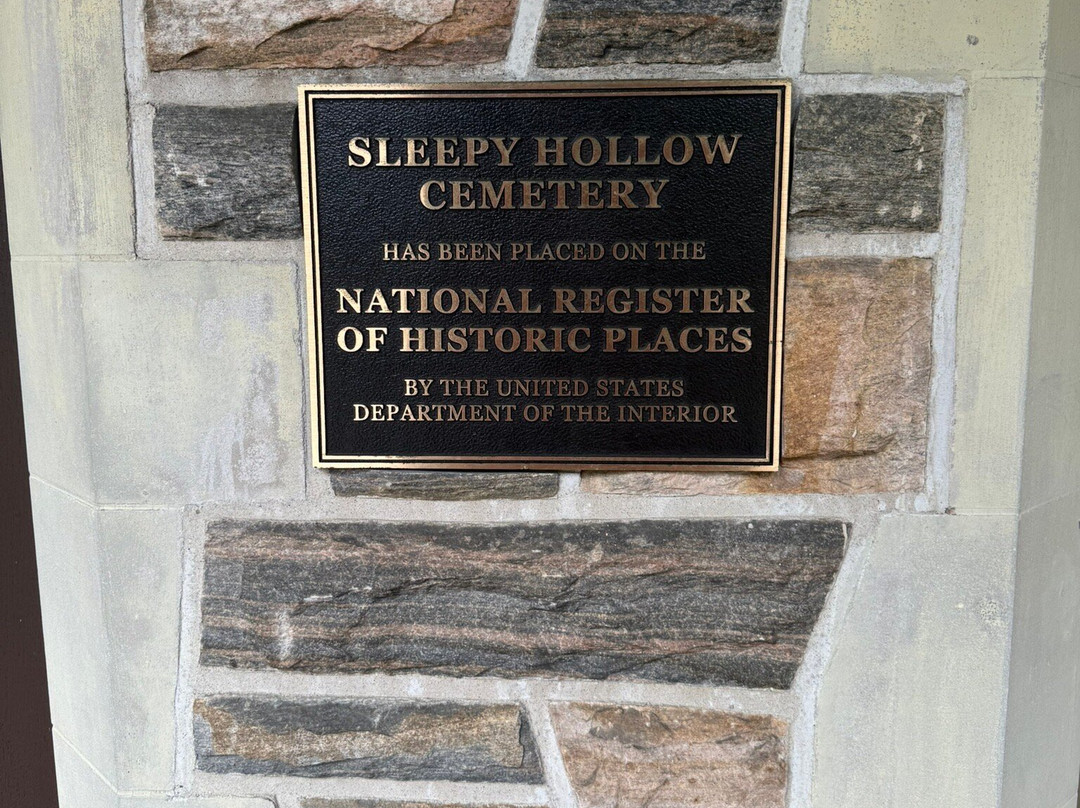 SLEEPY HOLLOW
CEMETERY
HAS BEEN PLACED ON THE
NATIONAL REGISTER
OF HISTORIC PLACES
BY THE UNITED STATES
DEPARTMENT OF THE INTERIOR